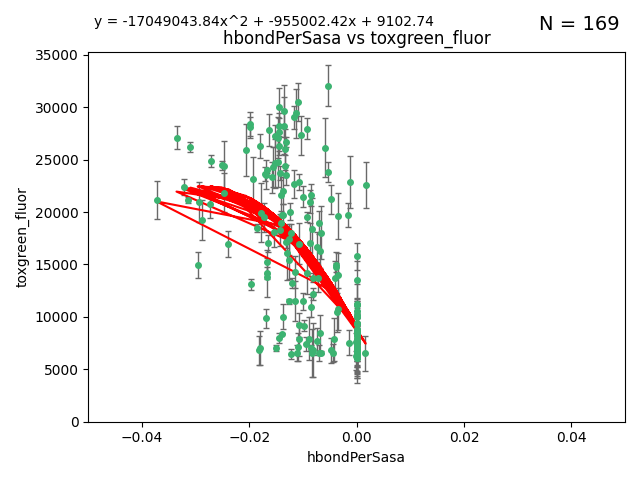 y = -17049043.84x^2 + -955002.42x + 9102.74
N = 169
hbondPerSasa vs toxgreen_fluor
35000
30000
25000
20000
15000
10000
5000
0
toxgreen_fluor
−0.04
−0.02
0.00
0.02
0.04
hbondPerSasa